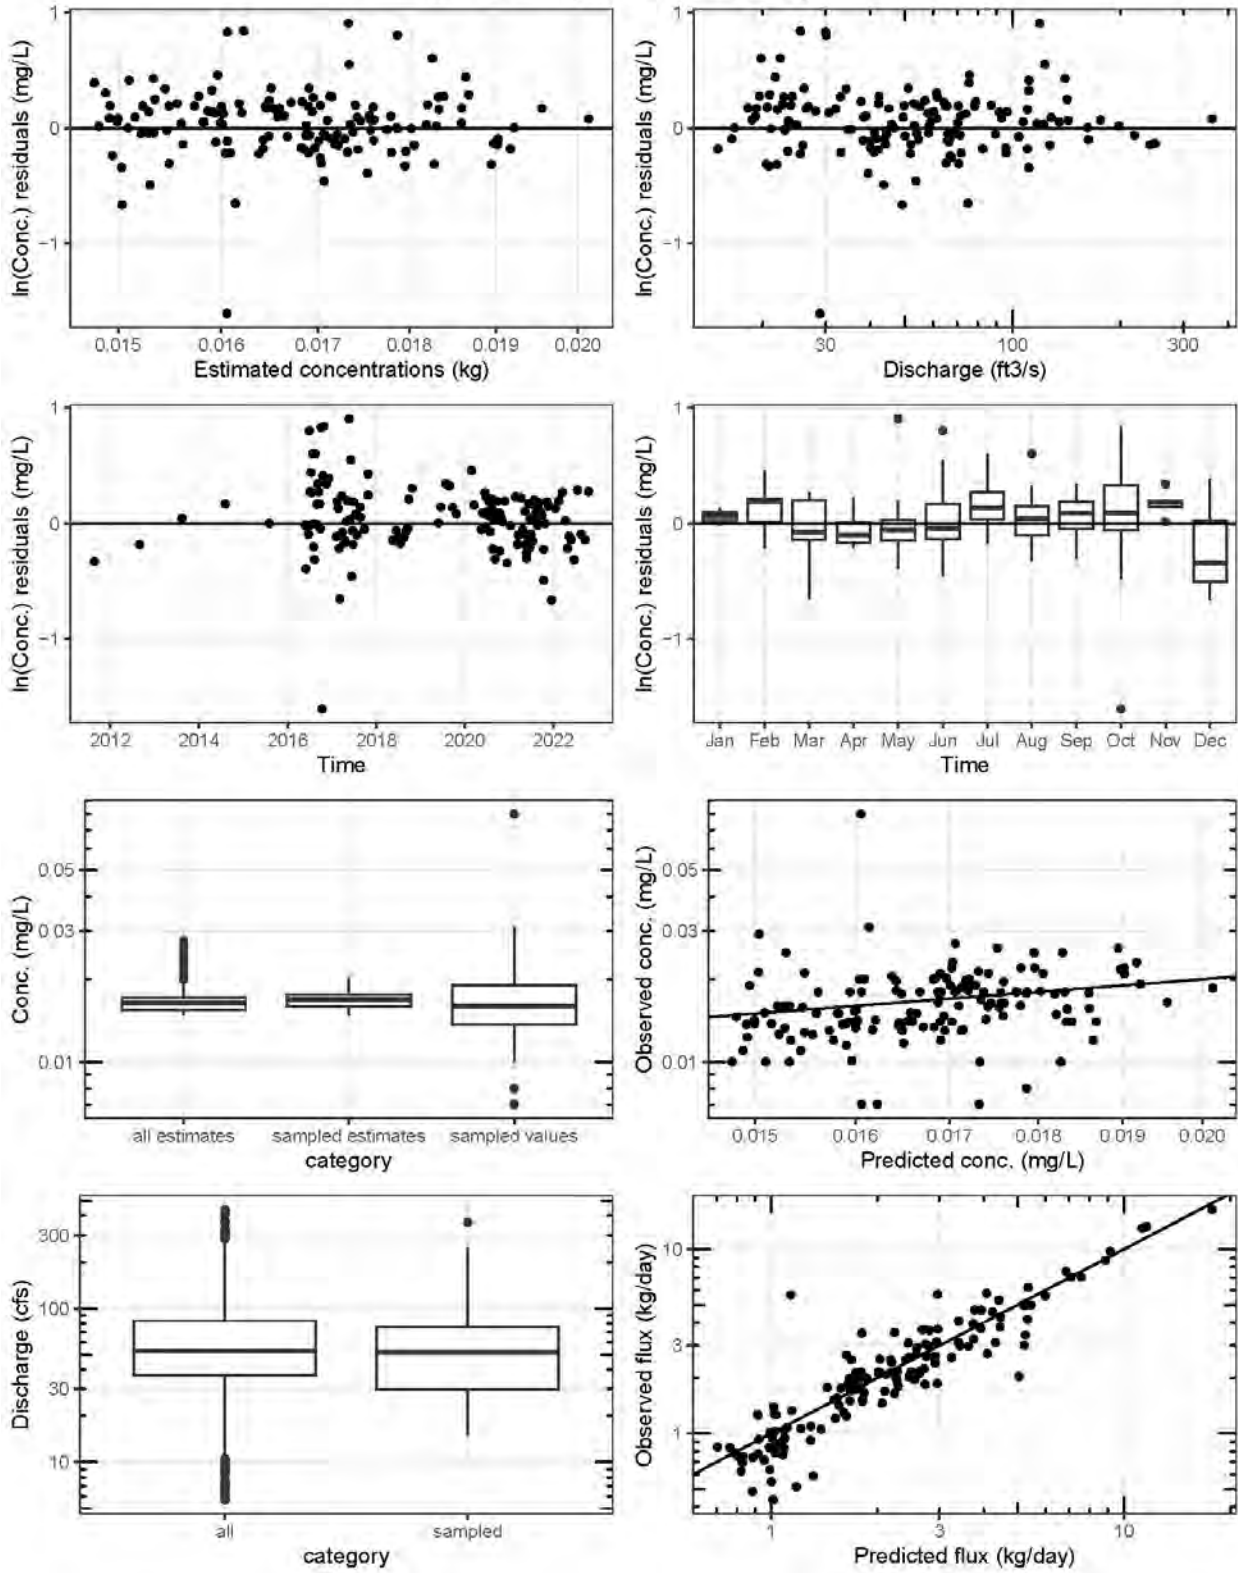 ln(Conc.) residuals (mg/L)
1
0
−1
0.015 0.016 0.017 0.018 0.019 0.020
Estimated concentrations (kg)
ln(Conc.) residuals (mg/L)
1
0
−1
30 100 300
Discharge (ft3/s)
ln(Conc.) residuals (mg/L)
1
0
−1
2012 2014 2016 2018 2020 2022
Time
ln(Conc.) residuals (mg/L)
1
0
−1
Jan Feb Mar Apr May Jun Jul Aug Sep Oct Nov Dec
Time
Conc. (mg/L)
0.05
0.03
0.01
all estimates sampled estimates sampled values
category
Observed conc. (mg/L)
0.05
0.03
0.01
0.015 0.016 0.017 0.018 0.019 0.020
Predicted conc. (mg/L)
Discharge (cfs)
300
100
30
10
all sampled
category
Observed flux (kg/day)
10
3
1
1 3 10
Predicted flux (kg/day)